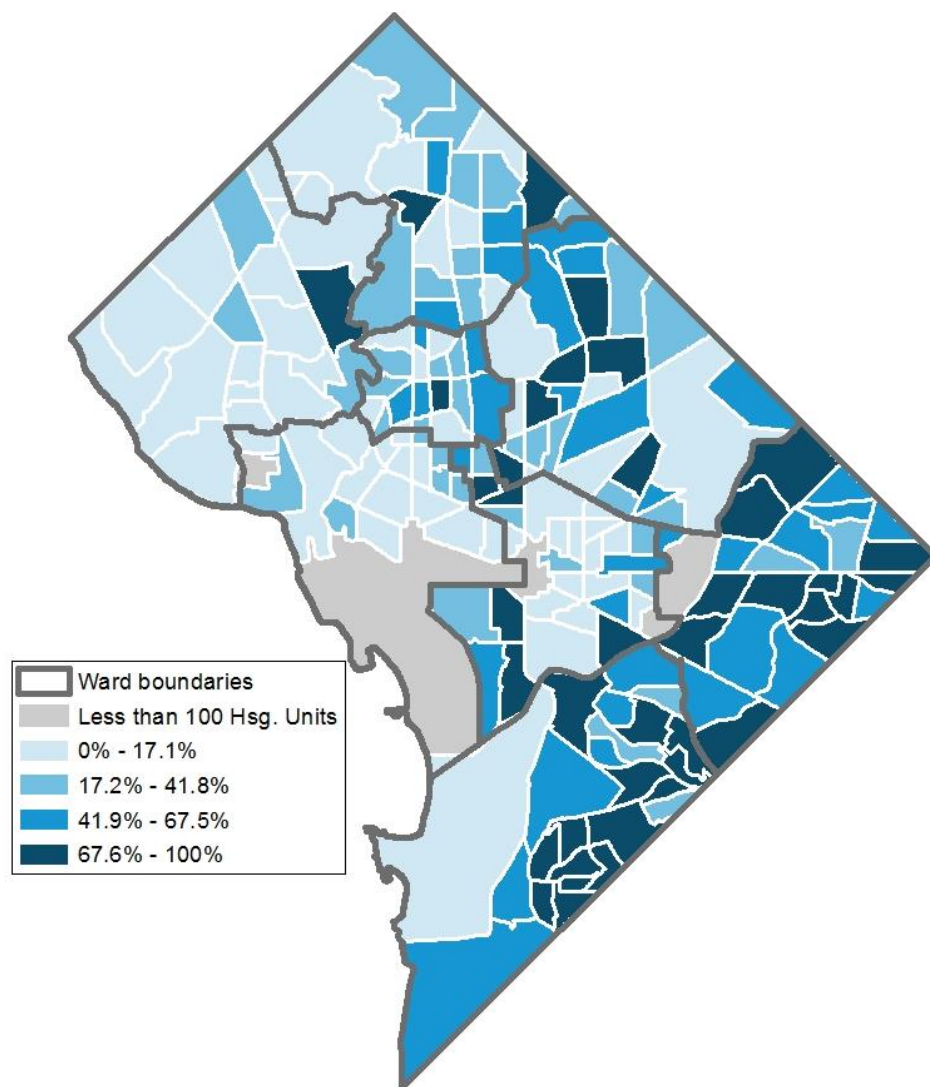 Ward boundaries
Less than 100 Hsg. Units
0% - 17.1%
17.2% - 41.8%
41.9% - 67.5%
67.6% - 100%